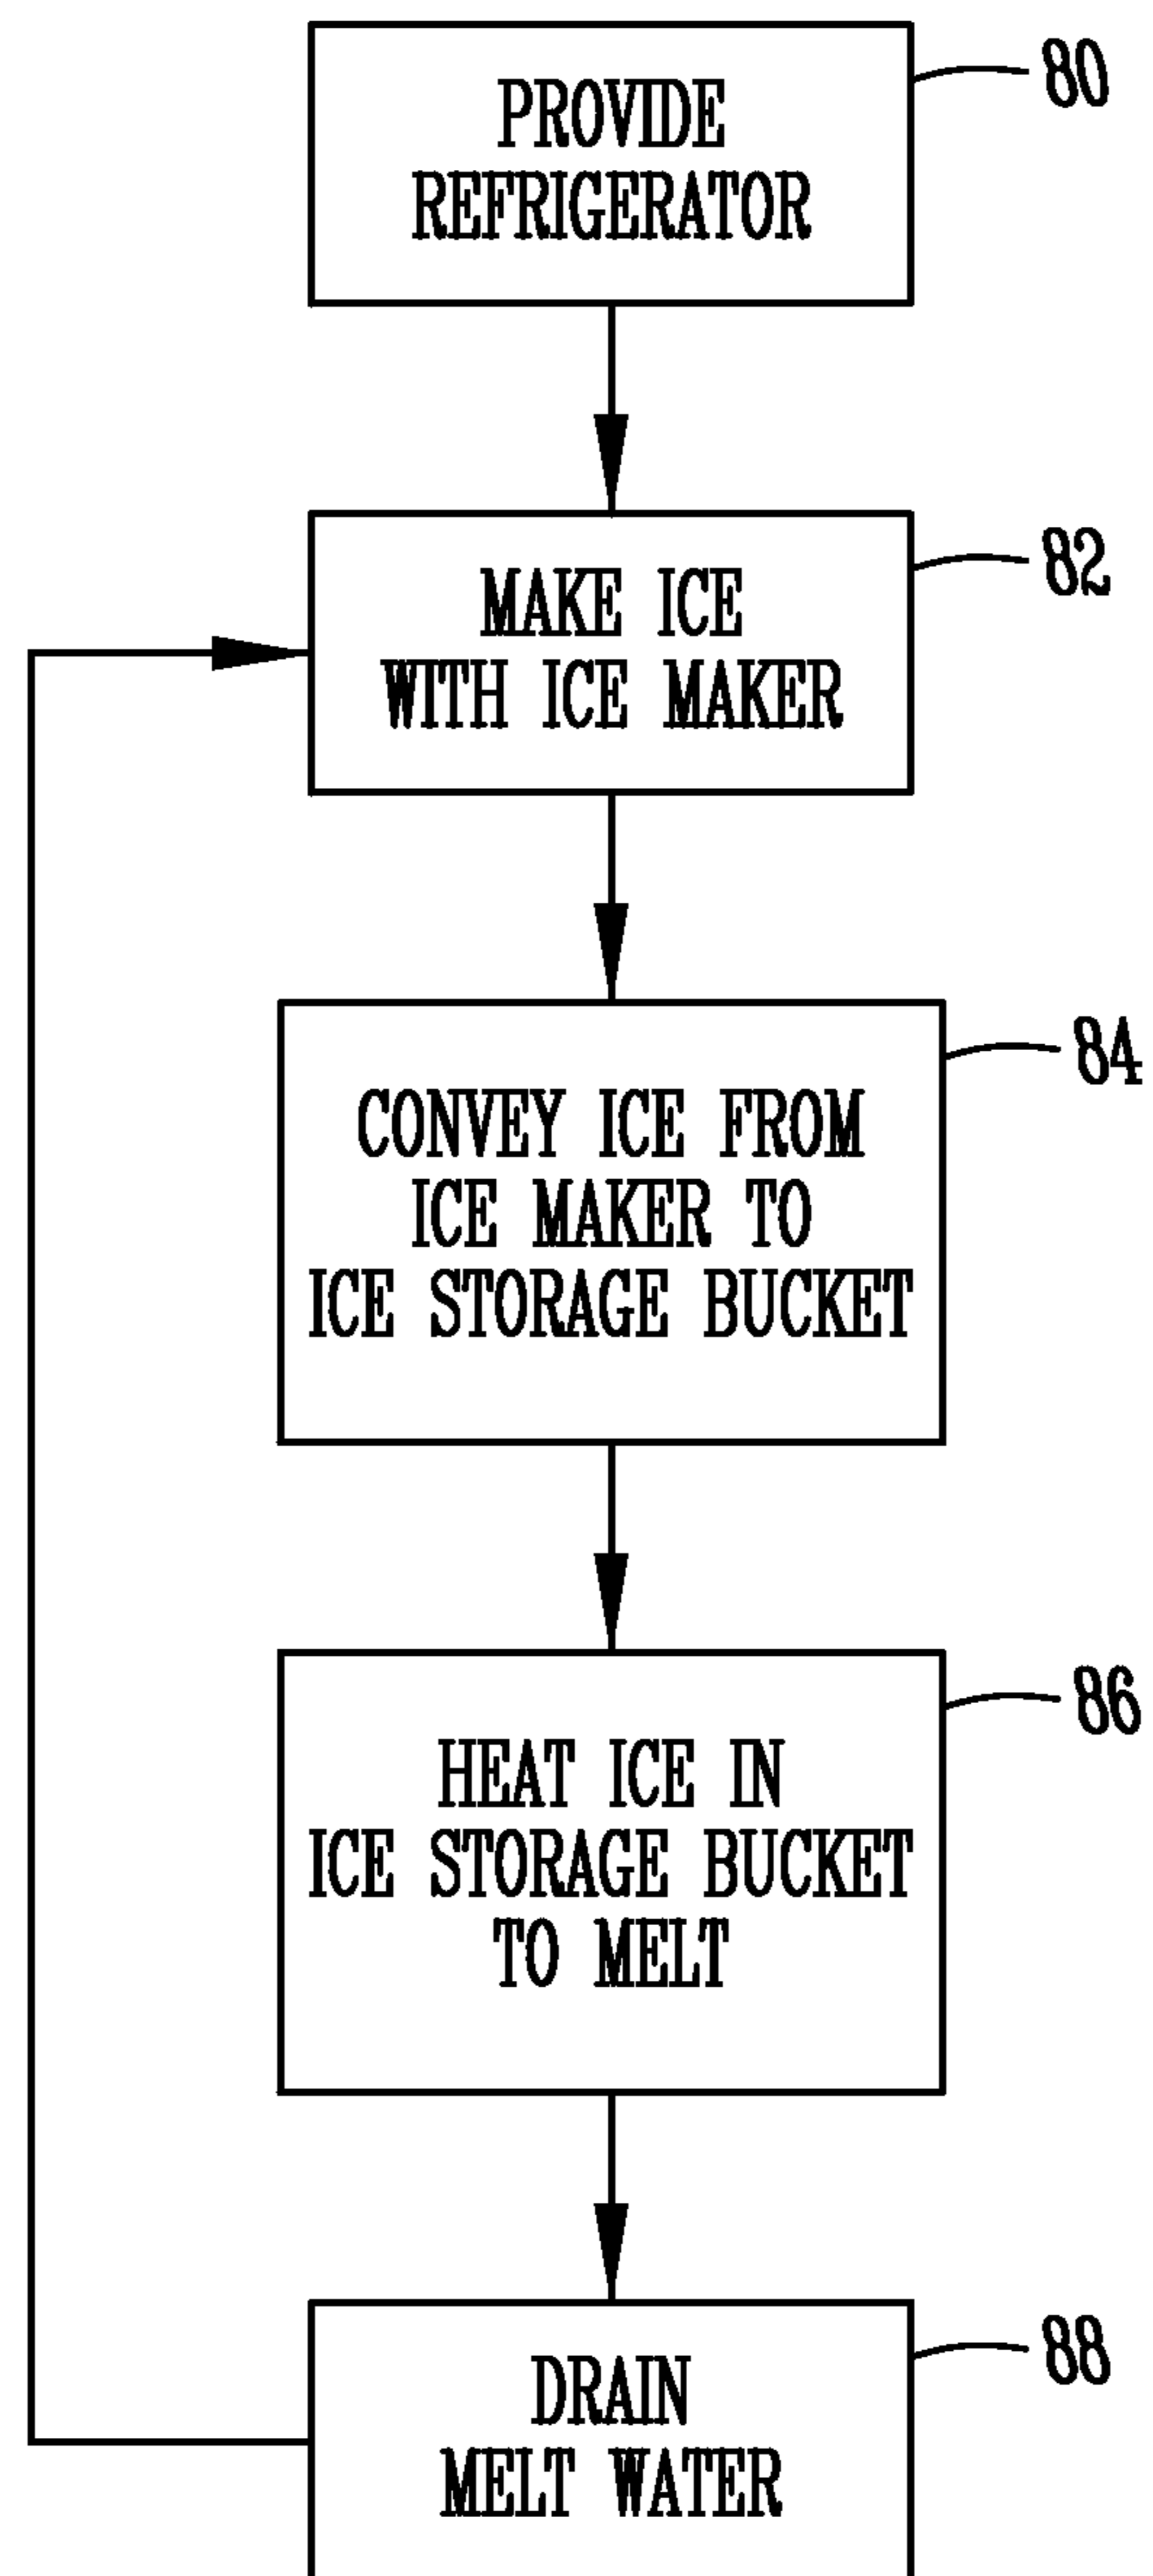 PROVIDE
REFRIGERATOR
80
MAKE ICE
WITH ICE MAKER
82
CONVEY ICE FROM
ICE MAKER TO
ICE STORAGE BUCKET
84
HEAT ICE IN
ICE STORAGE BUCKET
TO MELT
86
DRAIN
MELT WATER
88